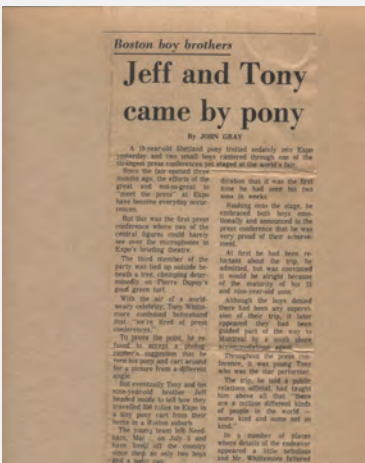 Boston boy brothers
Jeff and Tony
came by pony
By JOHN GRAY
A 19-year-old Shetland pony trotted sedately into Expo
yesterday and two small boys cantered through one of the
strangest press conferences yet staged at the world's fair.
Since the fair opened three
months ago, the efforts of the
great and not-so-great to
"meet the press" at Expo
have become everyday occur-
rences.
But this was the first press
conference where two of the
central figures could barely
see over the microphones in
Expo's briefing theatre.
The third member of the
party was tied up outside be-
neath a tree, chomping deter-
minedly on Pierre Dupuy's
good green turf.
With the air of a world-
weary celebrity, Tony Whitte-
more confessed beforehand
that "we're tired of press
conferences."
To prove the point, he re-
fused to accept a photog-
rapher's suggestion that he
turn his pony and cart around
for a picture from a different
angle.
But eventually Tony and his
nine-year-old brother Jeff
headed inside to tell how they
travelled 350 miles to Expo in
a tiny pony cart from their
home in a Boston suburb.
The young team left Need-
ham, on July 5 and
have off the country
since then on only two boys
and a
dication that it was the first
time he had seen his two
sons in weeks.
Rushing onto the stage, he
embraced both boys emo-
tionally and announced to the
press conference that he was
very proud of their achieve-
ment.
At first he had been re-
luctant about the trip, he
admitted, but was convinced
it would be alright because
of the maturity of his 11
and nine-year-old sons.
Although the boys denied
there had been any supervi-
sion of their trip, it later
appeared they had been
guided part of the way to
Montreal by a south shore
Throughout the press con-
ference, it was young Tony
who was the star performer.
The trip, he told a public
relations official, had taught
him above all that "there
are a million different kinds
of people in the world —
some kind and some not so
kind."
In a number of places
where details of the endeavor
appeared a little nebulous
and Mr. Whittemore faltered